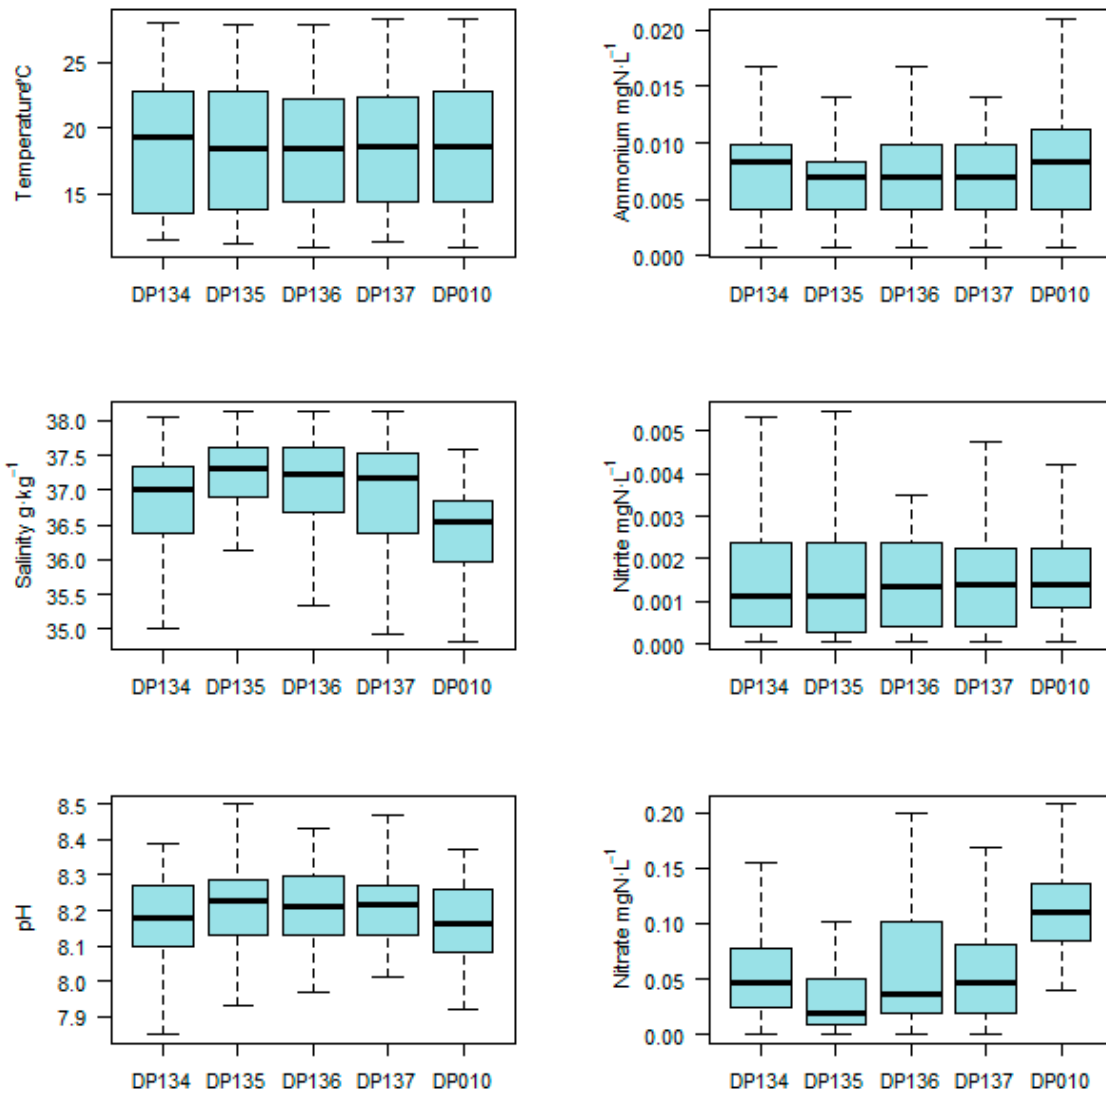 Temperature°C
25
20
15
DP134 DP135 DP136 DP137 DP010
Ammonium mgN·L⁻¹
0.020
0.015
0.010
0.005
0.000
DP134 DP135 DP136 DP137 DP010
Salinity g·kg⁻¹
38.0
37.5
37.0
36.5
36.0
35.5
35.0
DP134 DP135 DP136 DP137 DP010
Nitrite mgN·L⁻¹
0.005
0.004
0.003
0.002
0.001
0.000
DP134 DP135 DP136 DP137 DP010
pH
8.5
8.4
8.3
8.2
8.1
8.0
7.9
DP134 DP135 DP136 DP137 DP010
Nitrate mgN·L⁻¹
0.20
0.15
0.10
0.05
0.00
DP134 DP135 DP136 DP137 DP010